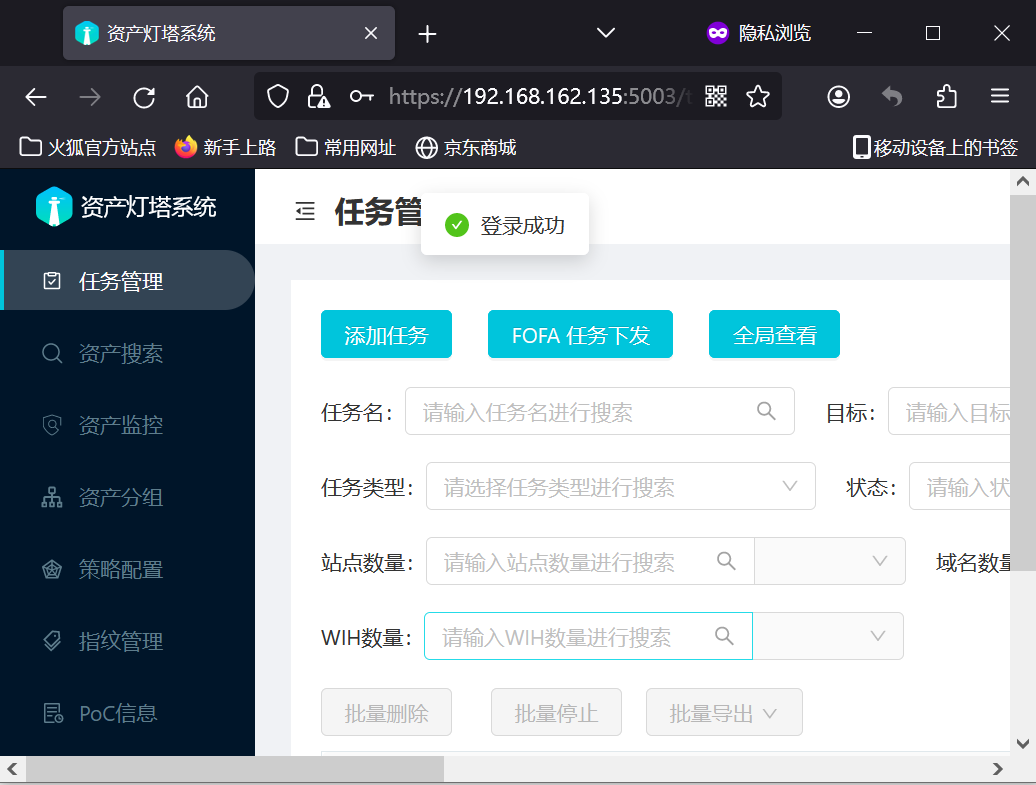 资产灯塔系统
隐私浏览
https://192.168.162.135:5003/t
火狐官方站点 新手上路 常用网址 京东商城 移动设备上的书签
资产灯塔系统
任务管
登录成功
任务管理
资产搜索
资产监控
资产分组
策略配置
指纹管理
PoC信息
添加任务 FOFA 任务下发 全局查看
任务名： 请输入任务名进行搜索 目标： 请输入目标
任务类型： 请选择任务类型进行搜索 状态： 请输入状
站点数量： 请输入站点数量进行搜索 域名数量
WIH数量： 请输入WIH数量进行搜索
批量删除 批量停止 批量导出